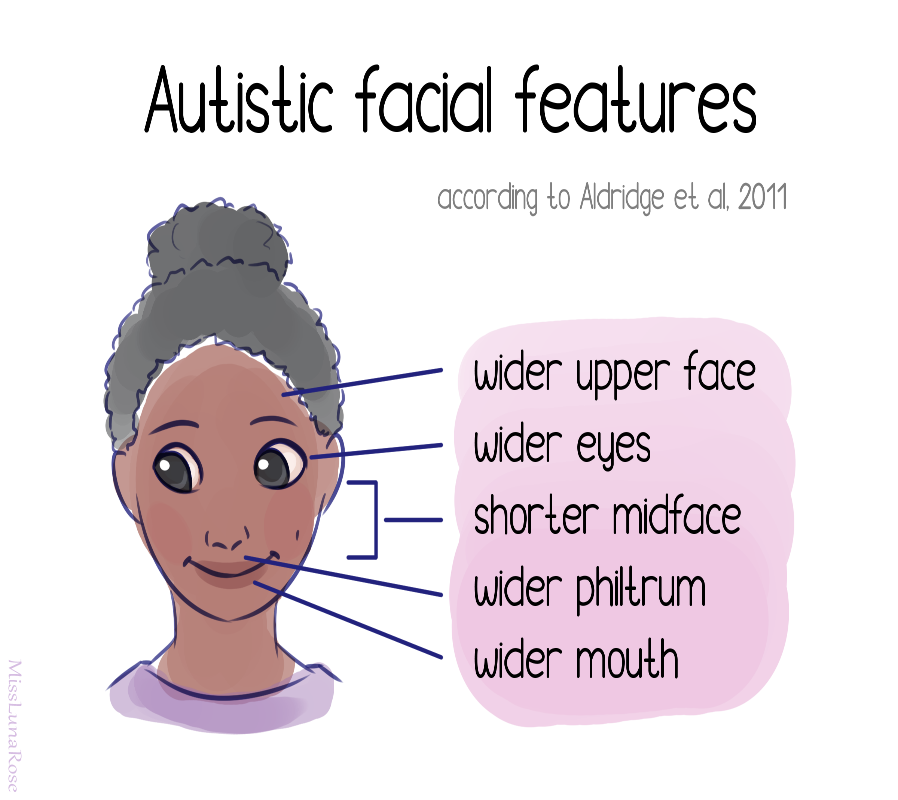 Autistic facial features
according to Aldridge et al, 2011
wider upper face
wider eyes
shorter midface
wider philtrum
wider mouth
MissLunaRose